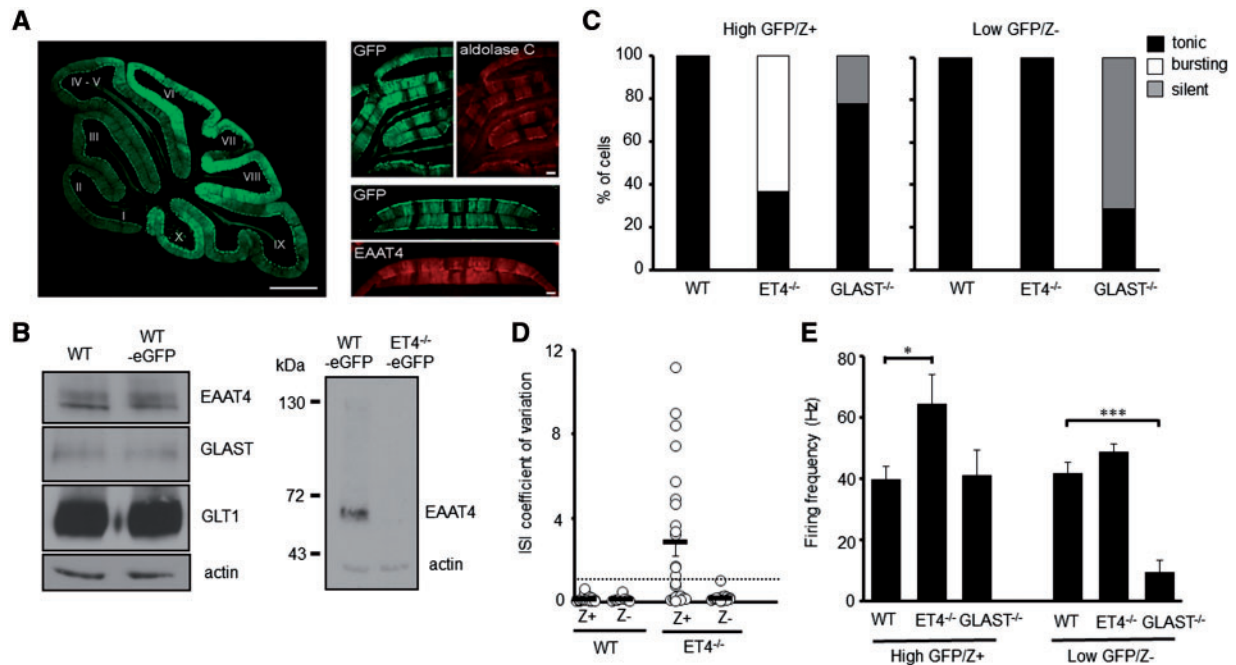 A
IV - V
VI
III
VII
VIII
II
I
X
IX
GFP
aldolase C
GFP
EAAT4
B
WT
WT
-eGFP
EAAT4
GLAST
GLT1
actin
kDa
WT
-eGFP
ET4-/-
-eGFP
130
72
43
EAAT4
actin
C
High GFP/Z+
Low GFP/Z-
tonic
bursting
silent
% of cells
100
80
60
40
20
0
WT
ET4-/-
GLAST-/-
WT
ET4-/-
GLAST-/-
D
ISI coefficient of variation
12
8
4
0
Z+
Z-
Z+
Z-
WT
ET4-/-
E
Firing frequency (Hz)
80
60
40
20
0
*
***
WT
ET4-/-
GLAST-/-
WT
ET4-/-
GLAST-/-
High GFP/Z+
Low GFP/Z-